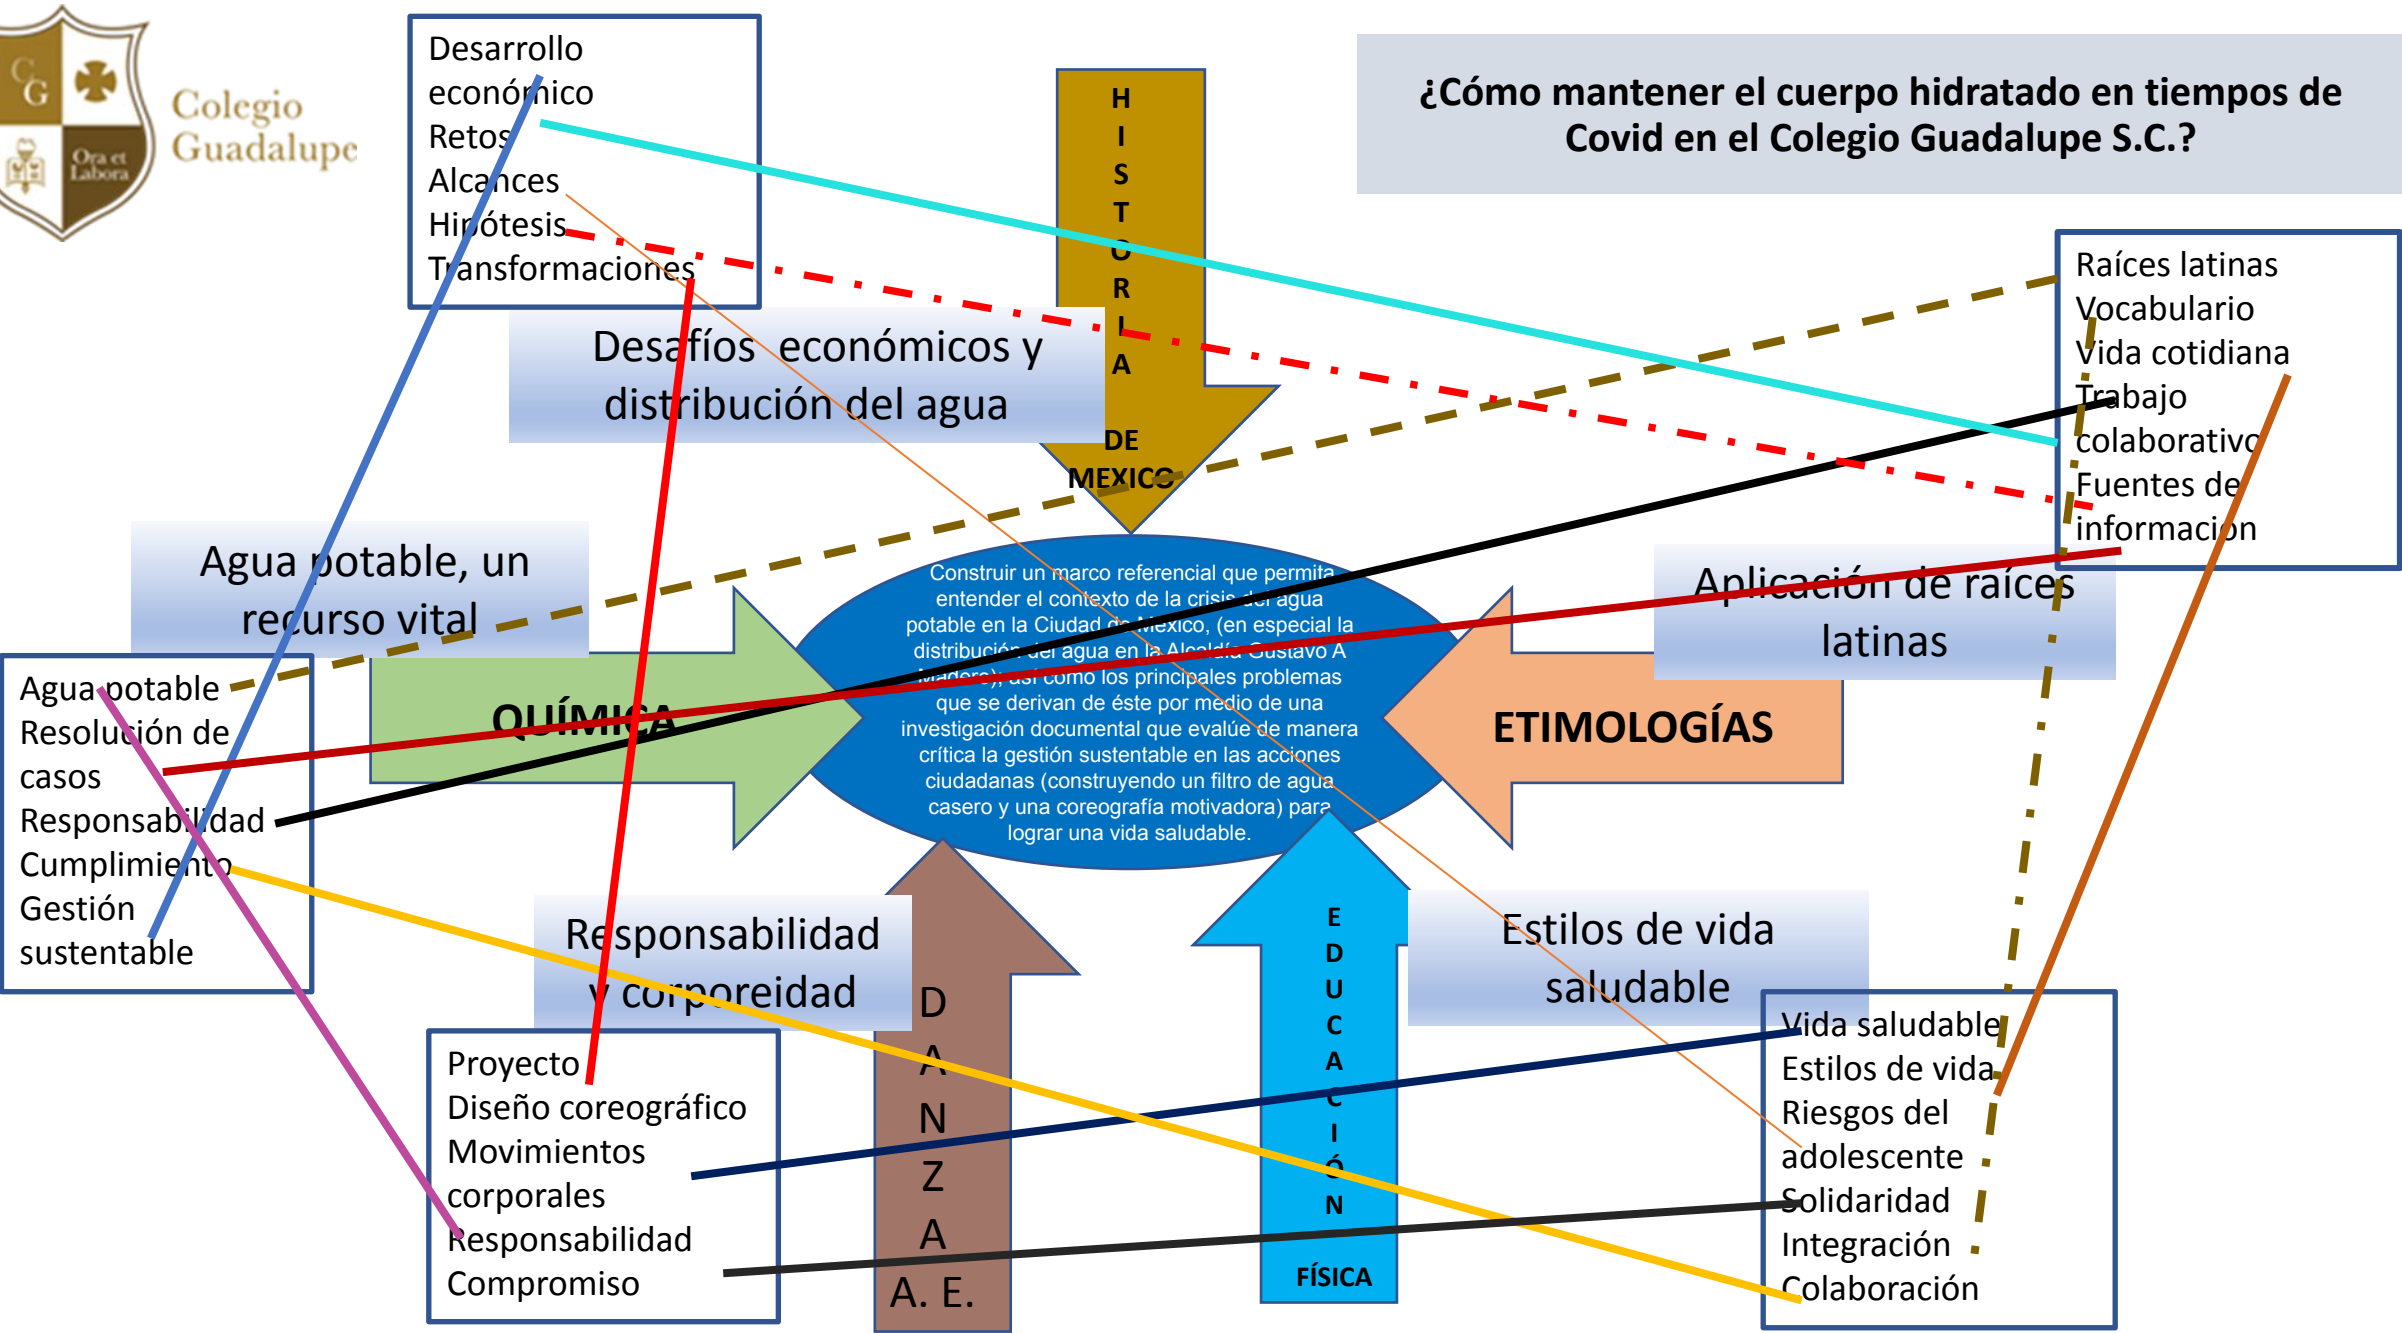 C
G
Ora et
Labora
Colegio
Guadalupe
Desarrollo
económico
Retos
Alcances
Hipótesis
Transformaciones
H
I
S
T
O
R
I
A
DE
MEXICO
¿Cómo mantener el cuerpo hidratado en tiempos de
Covid en el Colegio Guadalupe S.C.?
Raíces latinas
Vocabulario
Vida cotidiana
Trabajo
colaborativo
Fuentes de
información
Desafíos económicos y
distribución del agua
Agua potable, un
recurso vital
Aplicación de raíces
latinas
Construir un marco referencial que permita
entender el contexto de la crisis del agua
potable en la Ciudad de México, (en especial la
distribución del agua en la Alcaldía Gustavo A
Madero), así como los principales problemas
que se derivan de éste por medio de una
investigación documental que evalúe de manera
crítica la gestión sustentable en las acciones
ciudadanas (construyendo un filtro de agua
casero y una coreografía motivadora) para
lograr una vida saludable.
Agua potable
Resolución de
casos
Responsabilidad
Cumplimiento
Gestión
sustentable
QUÍMICA
ETIMOLOGÍAS
Responsabilidad
y corporeidad
D
A
N
Z
A
A. E.
E
D
U
C
A
C
I
Ó
N
FÍSICA
Estilos de vida
saludable
Proyecto
Diseño coreográfico
Movimientos
corporales
Responsabilidad
Compromiso
Vida saludable
Estilos de vida
Riesgos del
adolescente
Solidaridad
Integración
Colaboración